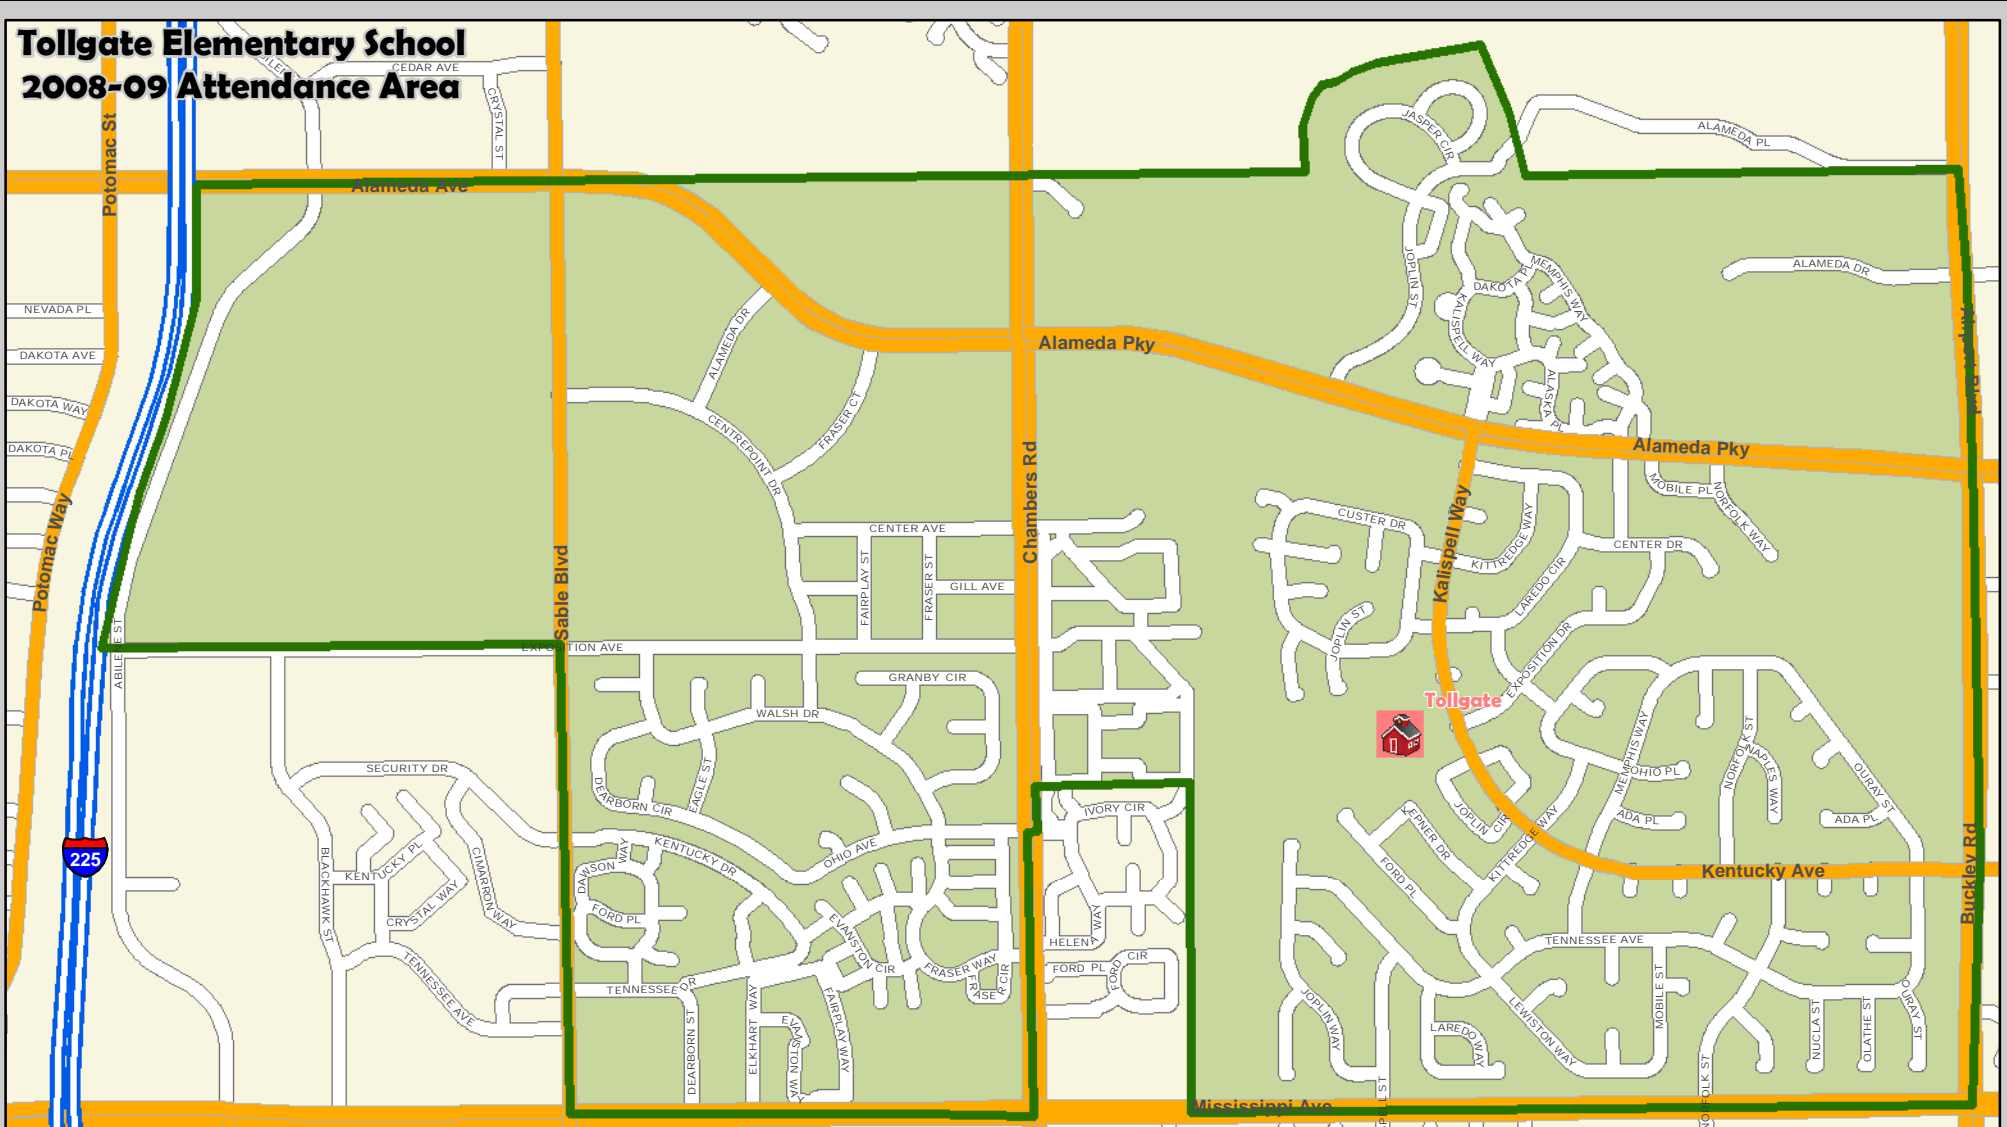 Tollgate Elementary School
2008-09 Attendance Area
CEDAR AVE
CRYSTAL ST
Potomac St
Alameda Ave
JASPER CIR
ALAMEDA PL
NEVADA PL
DAKOTA AVE
DAKOTA WAY
DAKOTA PL
Potomac Way
ALAMEDA DR
FRASER CT
CENTREPOINT DR
Alameda Pky
JOPLIN ST
DAKOTA PL
MEMPHIS WAY
KALISPELL WAY
ALASKA PL
ALAMEDA DR
Alameda Pky
MOBILE PL
NORFOLK WAY
Sable Blvd
Chambers Rd
CENTER AVE
FAIRPLAY ST
FRASER ST
GILL AVE
EXPOSITION AVE
ABILENE ST
CUSTER DR
Kalispell Way
KITTREDGE WAY
LAREDO CIR
CENTER DR
JOPLIN ST
EXPOSITION DR
Tollgate
GRANBY CIR
WALSH DR
EAGLE ST
DEARBORN CIR
SECURITY DR
BLACKHAWK ST
KENTUCKY PL
CRYSTAL WAY
CIMARRON WAY
TENNESSEE AVE
225
DAWSON WAY
KENTUCKY DR
OHIO AVE
FORD PL
EVANSTON CIR
FRASER WAY
FRASER CIR
TENNESSEE DR
DEARBORN ST
ELKHART WAY
EVANSTON WAY
FAIRPLAY WAY
IVORY CIR
HELENA WAY
FORD PL
FORD CIR
MEMPHIS WAY
OHIO PL
NORFOLK ST
NAPLES WAY
ADA PL
ADA PL
OURAY ST
JOPLIN CIR
KEPNER DR
FORD PL
KITTREDGE WAY
Kentucky Ave
Buckley Rd
TENNESSEE AVE
JOPLIN WAY
LAREDO WAY
LEWISTON WAY
MOBILE ST
NUCLA ST
OLATHE ST
OURAY ST
NORFOLK ST
Mississippi Ave